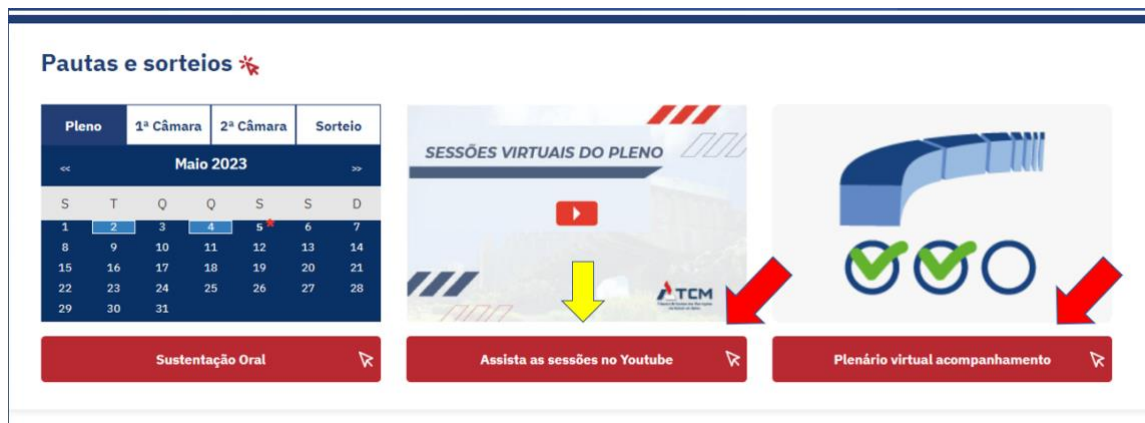 Pautas e sorteios
Pleno 1ª Câmara 2ª Câmara Sorteio
<< Maio 2023 >>
S T Q Q S S D
1 2 3 4 5* 6 7
8 9 10 11 12 13 14
15 16 17 18 19 20 21
22 23 24 25 26 27 28
29 30 31
Sustentação Oral
SESSÕES VIRTUAIS DO PLENO
TCM
Assista as sessões no Youtube
Plenário virtual acompanhamento